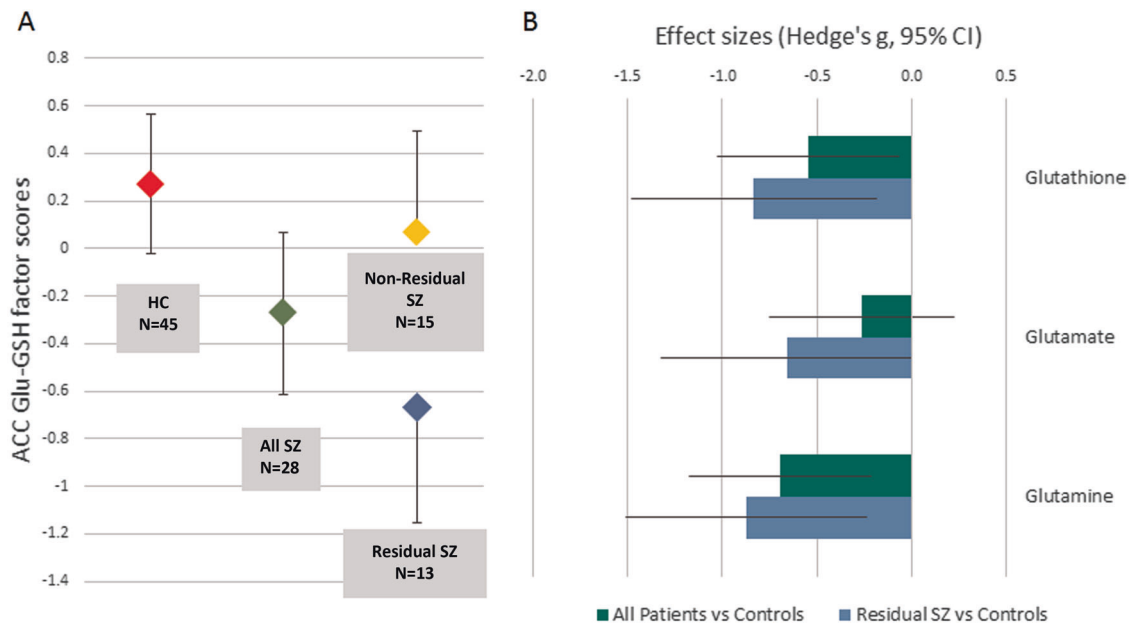 A
ACC Glu-GSH factor scores
0.8
0.6
0.4
0.2
0
-0.2
-0.4
-0.6
-0.8
-1
-1.2
-1.4
HC
N=45
All SZ
N=28
Non-Residual
SZ
N=15
Residual SZ
N=13
B
Effect sizes (Hedge's g, 95% CI)
-2.0 -1.5 -1.0 -0.5 0.0 0.5
Glutathione
Glutamate
Glutamine
All Patients vs Controls Residual SZ vs Controls